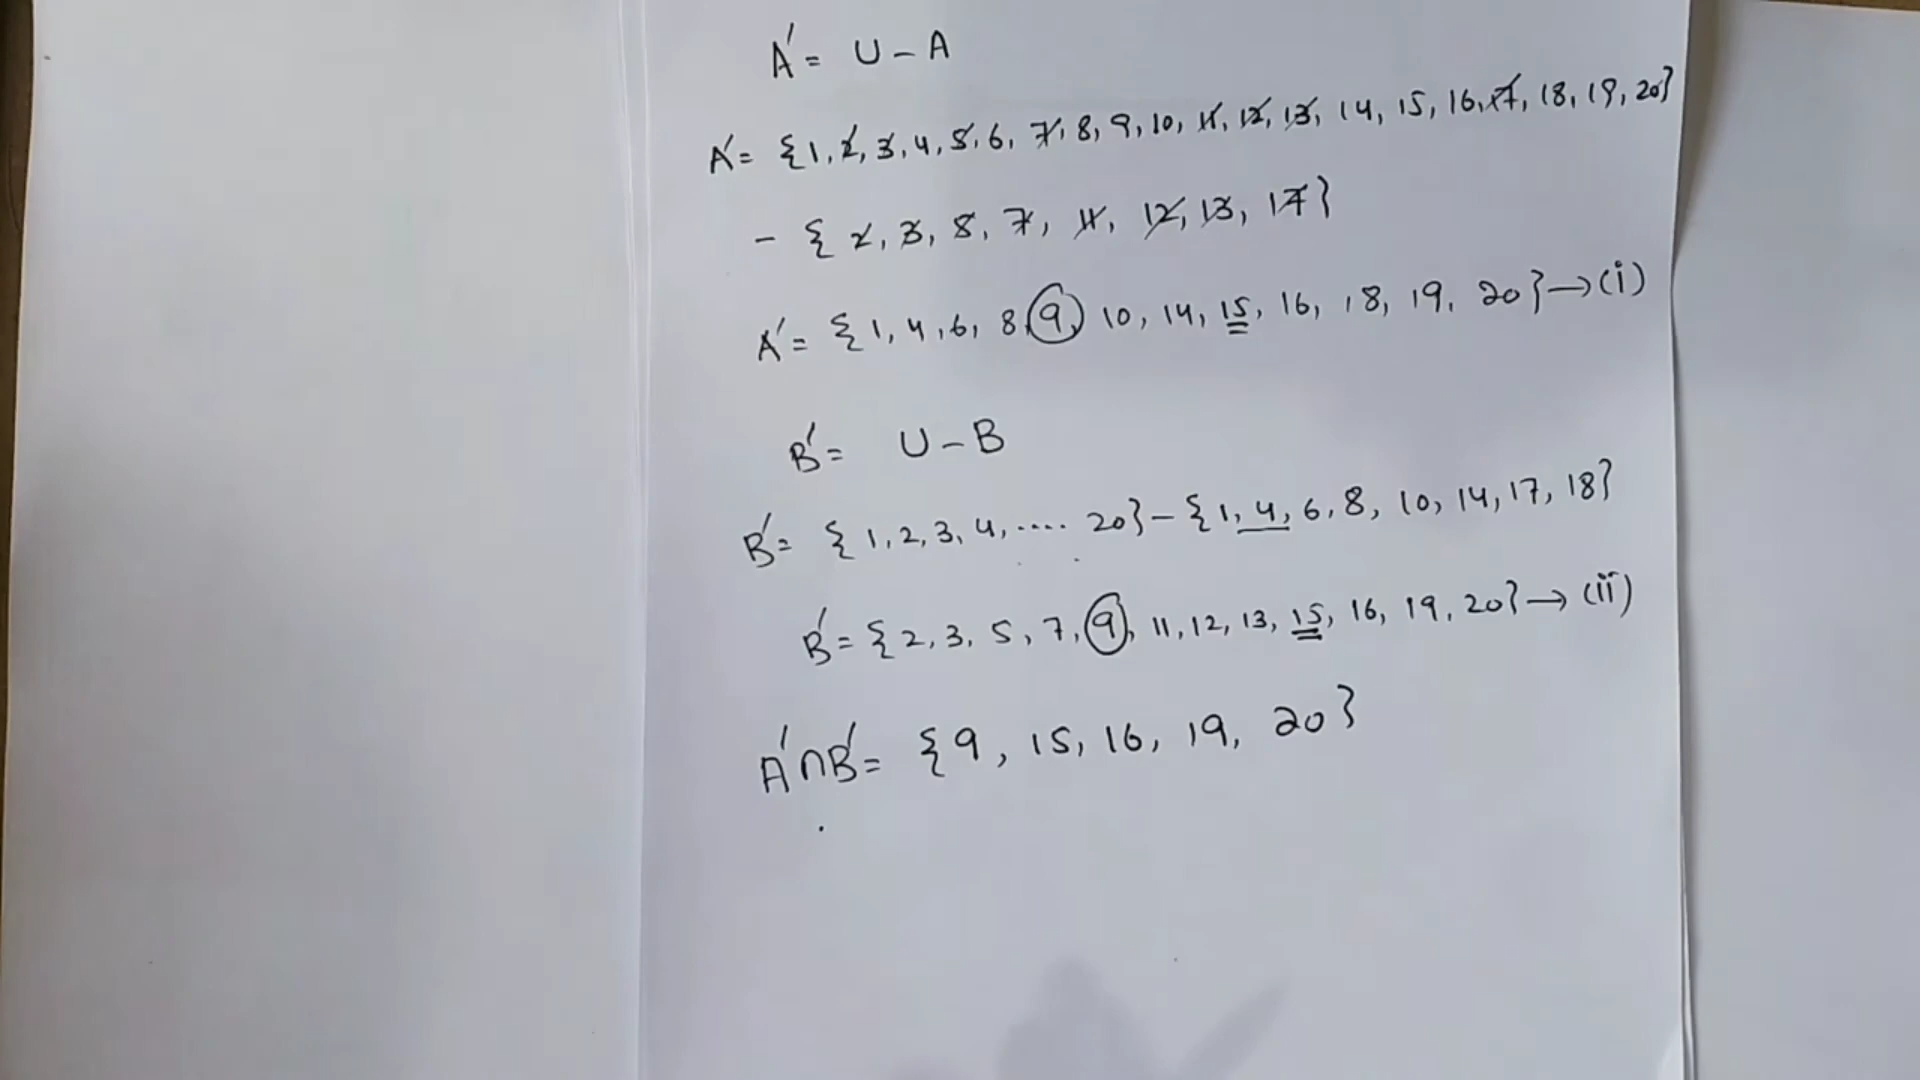 A' = U - A
A' = {1, 2, 3, 4, 5, 6, 7, 8, 9, 10, 11, 12, 13, 14, 15, 16, 17, 18, 19, 20}
- {2, 3, 5, 7, 11, 12, 13, 17}
A' = {1, 4, 6, 8, 9, 10, 14, 15, 16, 18, 19, 20} → (i)
B' = U - B
B' = {1, 2, 3, 4, .... 20} - {1, 4, 6, 8, 10, 14, 17, 18}
B' = {2, 3, 5, 7, 9, 11, 12, 13, 15, 16, 19, 20} → (ii)
A' ∩ B' = {9, 15, 16, 19, 20}